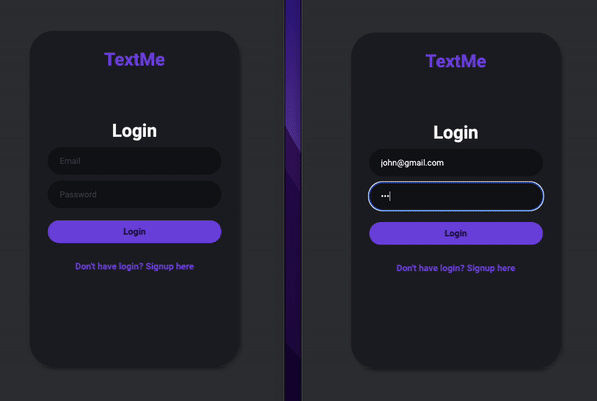 TextMe
Login
Email
Password
Login
Don't have login? Signup here
TextMe
Login
john@gmail.com
•••
Login
Don't have login? Signup here